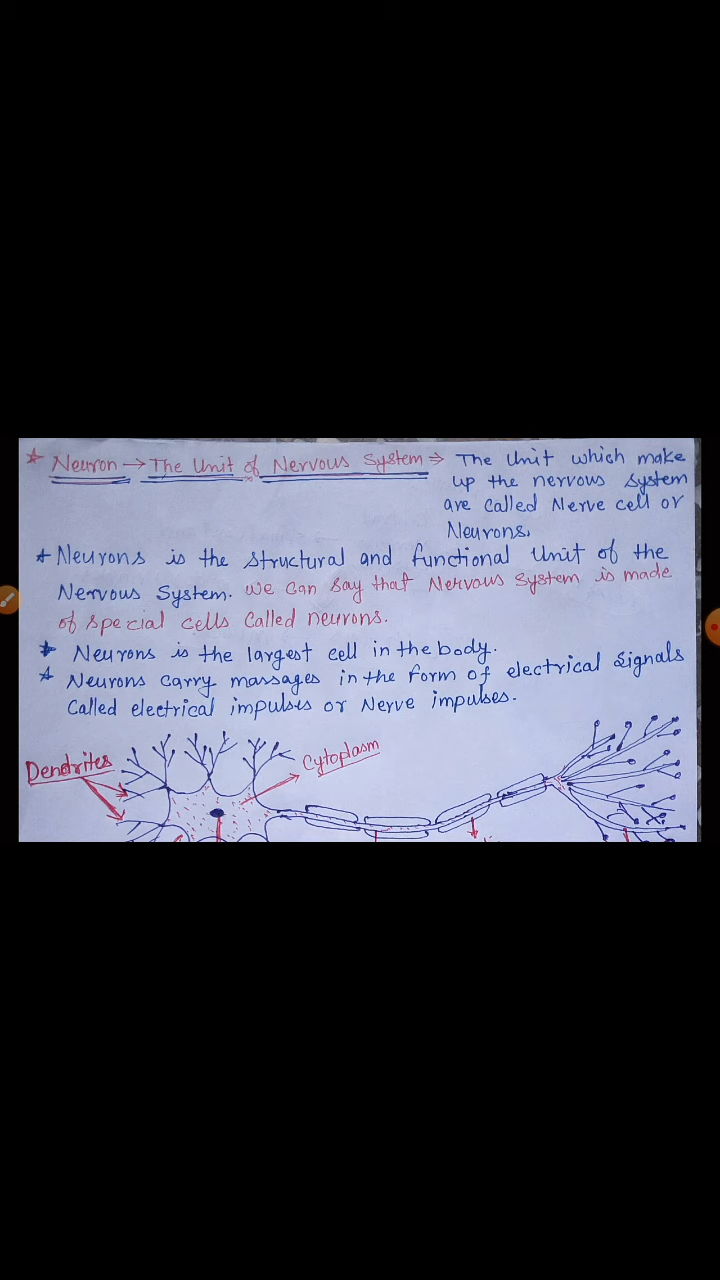 * Neuron → The Unit of Nervous System ⇒ The Unit which make
up the nervous System
are called Nerve cell or
Neurons,
* Neurons is the structural and functional Unit of the
Nervous System. we can say that Nervous System is made
of special cells called neurons.
* Neurons is the largest cell in the body.
* Neurons carry massages in the form of electrical signals
Called electrical impulses or Nerve impulses.
Dendrites
Cytoplasm